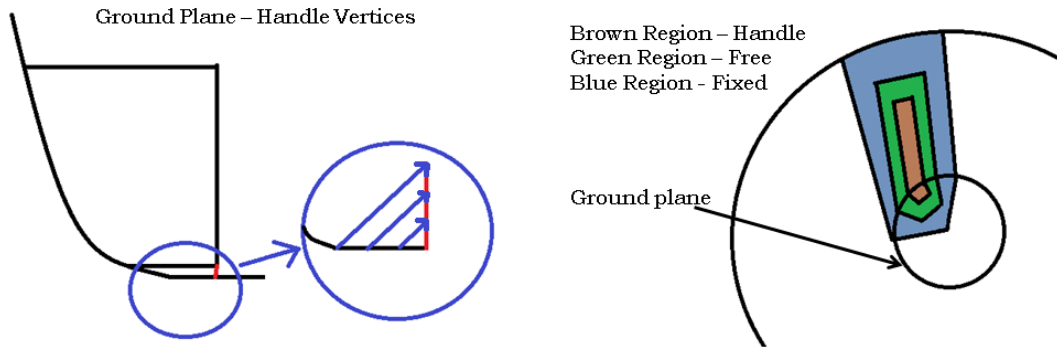 Ground Plane – Handle Vertices
Brown Region – Handle
Green Region – Free
Blue Region - Fixed
Ground plane